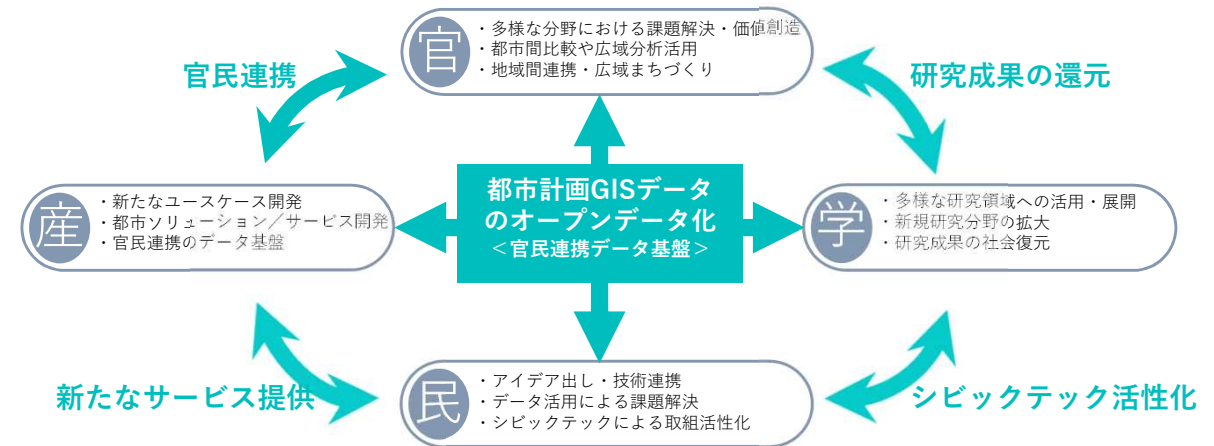 官
・多様な分野における課題解決・価値創造
・都市間比較や広域分析活用
・地域間連携・広域まちづくり
官民連携
研究成果の還元
産
・新たなユースケース開発
・都市ソリューション／サービス開発
・官民連携のデータ基盤
都市計画GISデータ
のオープンデータ化
＜官民連携データ基盤＞
学
・多様な研究領域への活用・展開
・新規研究分野の拡大
・研究成果の社会復元
新たなサービス提供
シビックテック活性化
民
・アイデア出し・技術連携
・データ活用による課題解決
・シビックテックによる取組活性化